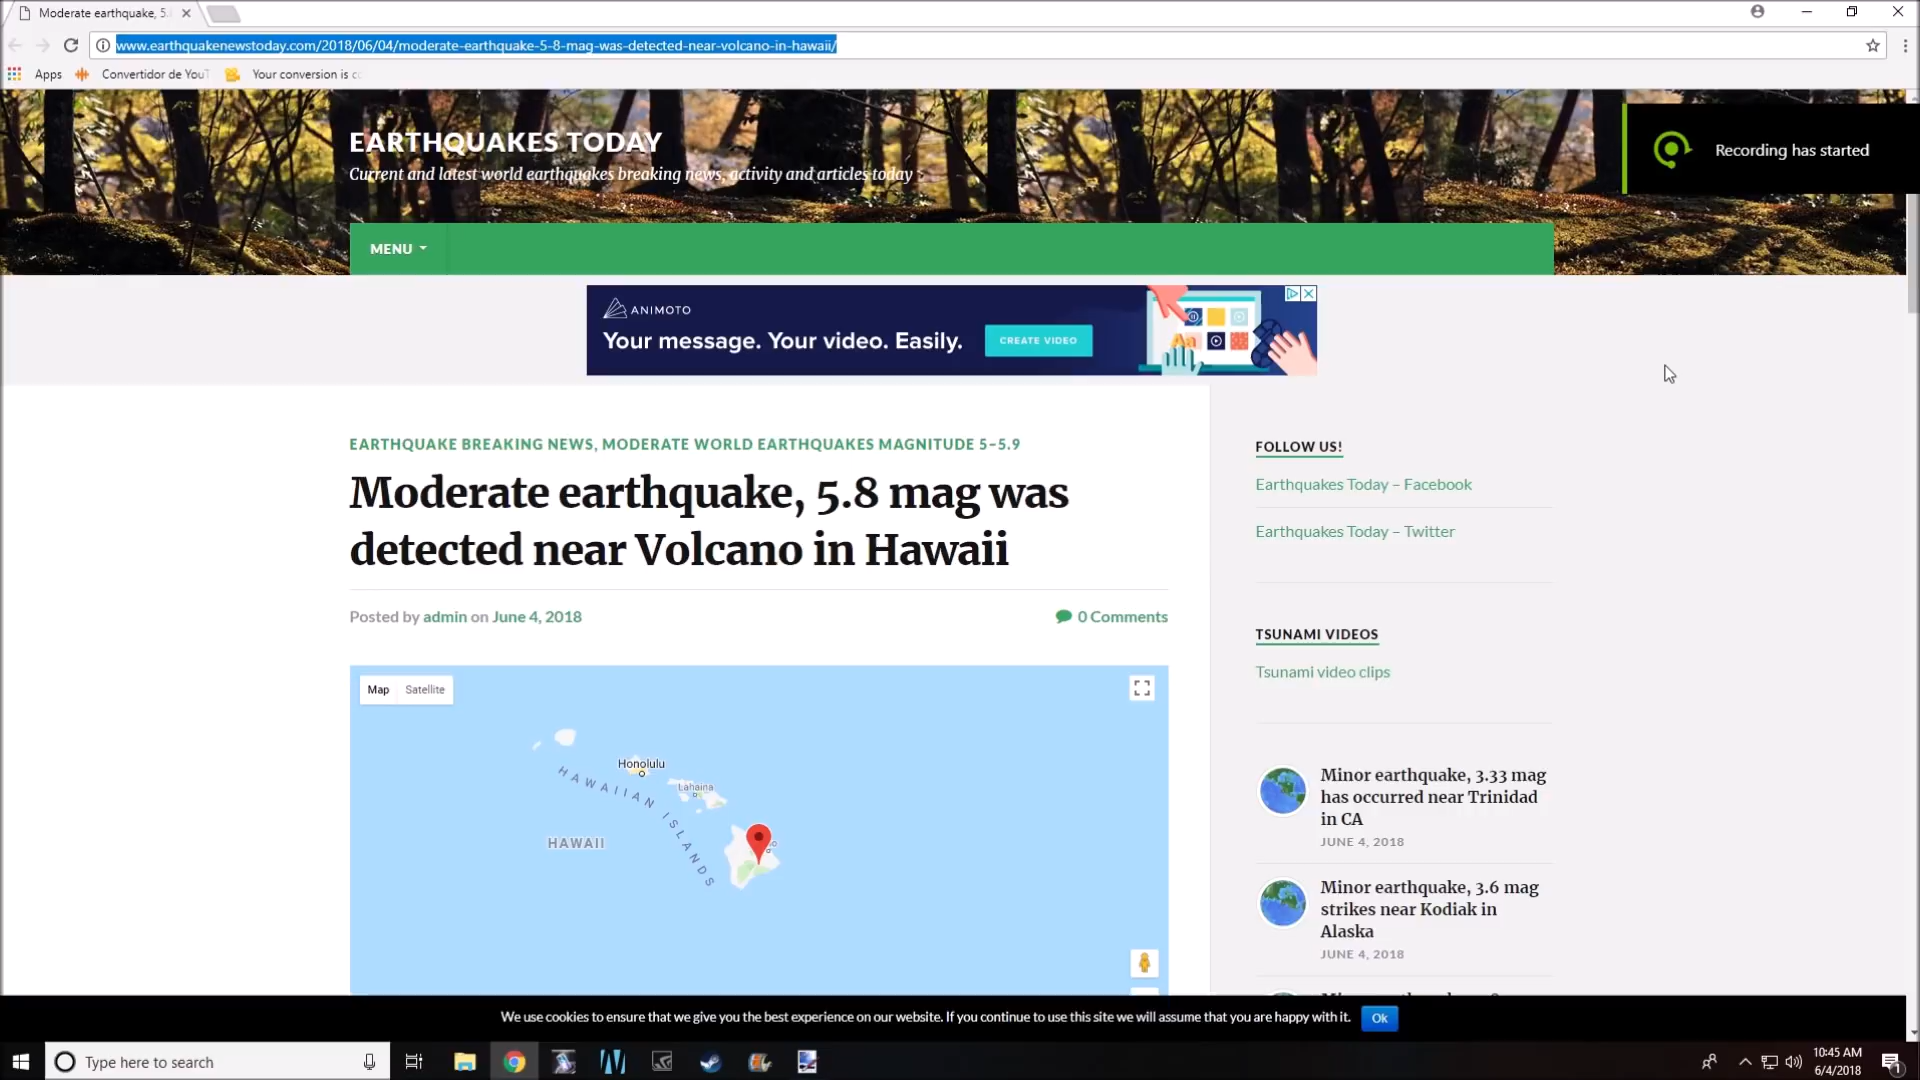 Moderate earthquake, 5.
www.earthquakenewstoday.com/2018/06/04/moderate-earthquake-5-8-mag-was-detected-near-volcano-in-hawaii/
Apps
Convertidor de YouT
Your conversion is
EARTHQUAKES TODAY
Current and latest world earthquakes breaking news, activity and articles today
Recording has started
MENU
ANIMOTO
Your message. Your video. Easily.
CREATE VIDEO
Aa
EARTHQUAKE BREAKING NEWS, MODERATE WORLD EARTHQUAKES MAGNITUDE 5-5.9
Moderate earthquake, 5.8 mag was
detected near Volcano in Hawaii
Posted by admin on June 4, 2018
0 Comments
Map
Satellite
Honolulu
Lahaina
HAWAIIAN ISLANDS
HAWAII
FOLLOW US!
Earthquakes Today – Facebook
Earthquakes Today – Twitter
TSUNAMI VIDEOS
Tsunami video clips
Minor earthquake, 3.33 mag
has occurred near Trinidad
in CA
JUNE 4, 2018
Minor earthquake, 3.6 mag
strikes near Kodiak in
Alaska
JUNE 4, 2018
We use cookies to ensure that we give you the best experience on our website. If you continue to use this site we will assume that you are happy with it.
Ok
Type here to search
10:45 AM
6/4/2018
1